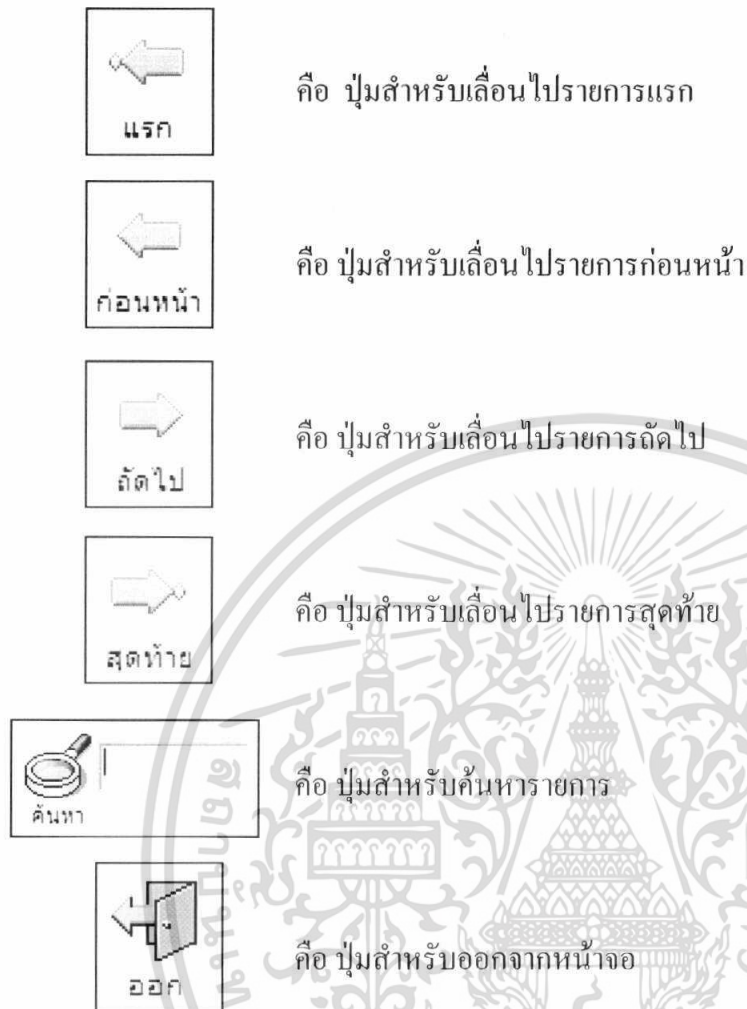 แรก
คือ ปุ่มสำหรับเลื่อนไปรายการแรก
ก่อนหน้า
คือ ปุ่มสำหรับเลื่อนไปรายการก่อนหน้า
ถัดไป
คือ ปุ่มสำหรับเลื่อนไปรายการถัดไป
สุดท้าย
คือ ปุ่มสำหรับเลื่อนไปรายการสุดท้าย
ค้นหา
คือ ปุ่มสำหรับค้นหารายการ
ออก
คือ ปุ่มสำหรับออกจากหน้าจอ